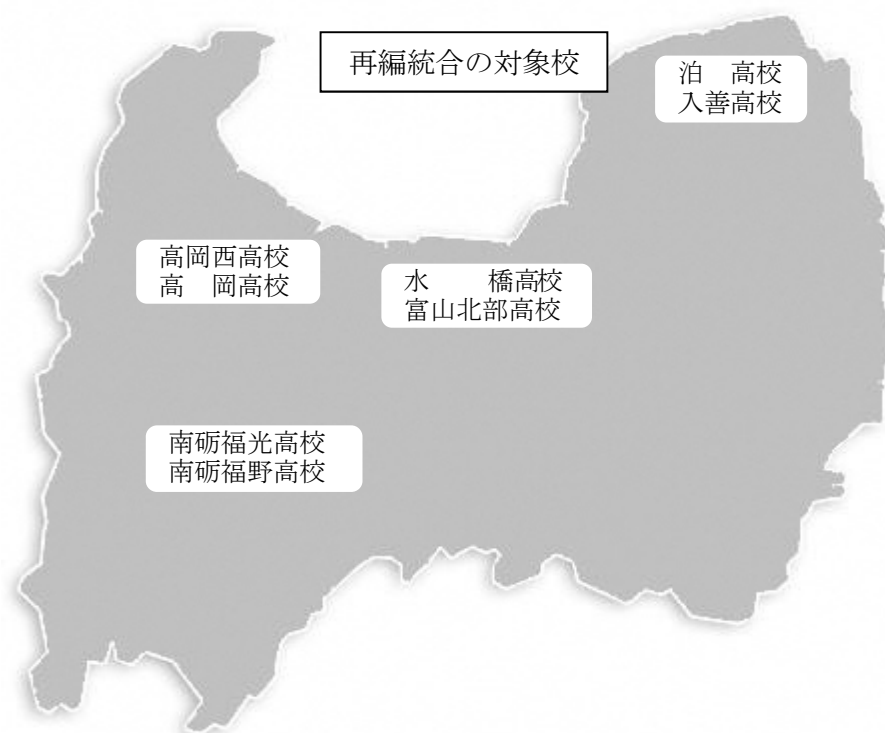 再編統合の対象校
泊　高校
入善高校
高岡西高校
高　岡高校
水　　橋高校
富山北部高校
南砺福光高校
南砺福野高校